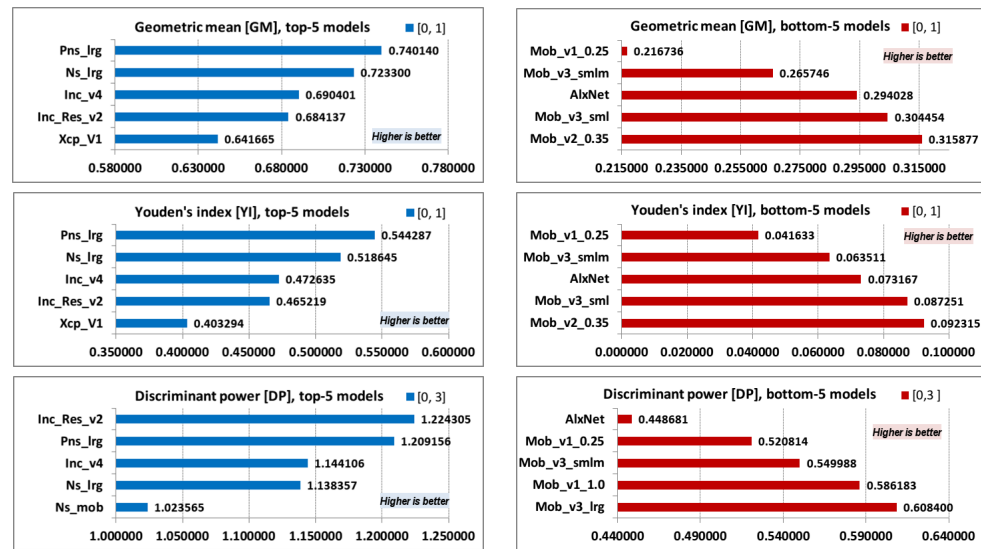 Geometric mean [GM], top-5 models [0, 1]
Pns_lrg 0.740140
Ns_lrg 0.723300
Inc_v4 0.690401
Inc_Res_v2 0.684137
Xcp_V1 0.641665
Higher is better
0.580000 0.630000 0.680000 0.730000 0.780000
Geometric mean [GM], bottom-5 models [0, 1]
Mob_v1_0.25 0.216736
Higher is better
Mob_v3_smlm 0.265746
AlxNet 0.294028
Mob_v3_sml 0.304454
Mob_v2_0.35 0.315877
0.215000 0.235000 0.255000 0.275000 0.295000 0.315000
Youden's index [YI], top-5 models [0, 1]
Pns_lrg 0.544287
Ns_lrg 0.518645
Inc_v4 0.472635
Inc_Res_v2 0.465219
Xcp_V1 0.403294
Higher is better
0.350000 0.400000 0.450000 0.500000 0.550000 0.600000
Youden's index [YI], bottom-5 models [0, 1]
Mob_v1_0.25 0.041633
Higher is better
Mob_v3_smlm 0.063511
AlxNet 0.073167
Mob_v3_sml 0.087251
Mob_v2_0.35 0.092315
0.000000 0.020000 0.040000 0.060000 0.080000 0.100000
Discriminant power [DP], top-5 models [0, 3]
Inc_Res_v2 1.224305
Pns_lrg 1.209156
Inc_v4 1.144106
Ns_lrg 1.138357
Ns_mob 1.023565
Higher is better
1.000000 1.050000 1.100000 1.150000 1.200000 1.250000
Discriminant power [DP], bottom-5 models [0,3 ]
AlxNet 0.448681
Higher is better
Mob_v1_0.25 0.520814
Mob_v3_smlm 0.549988
Mob_v1_1.0 0.586183
Mob_v3_lrg 0.608400
0.440000 0.490000 0.540000 0.590000 0.640000